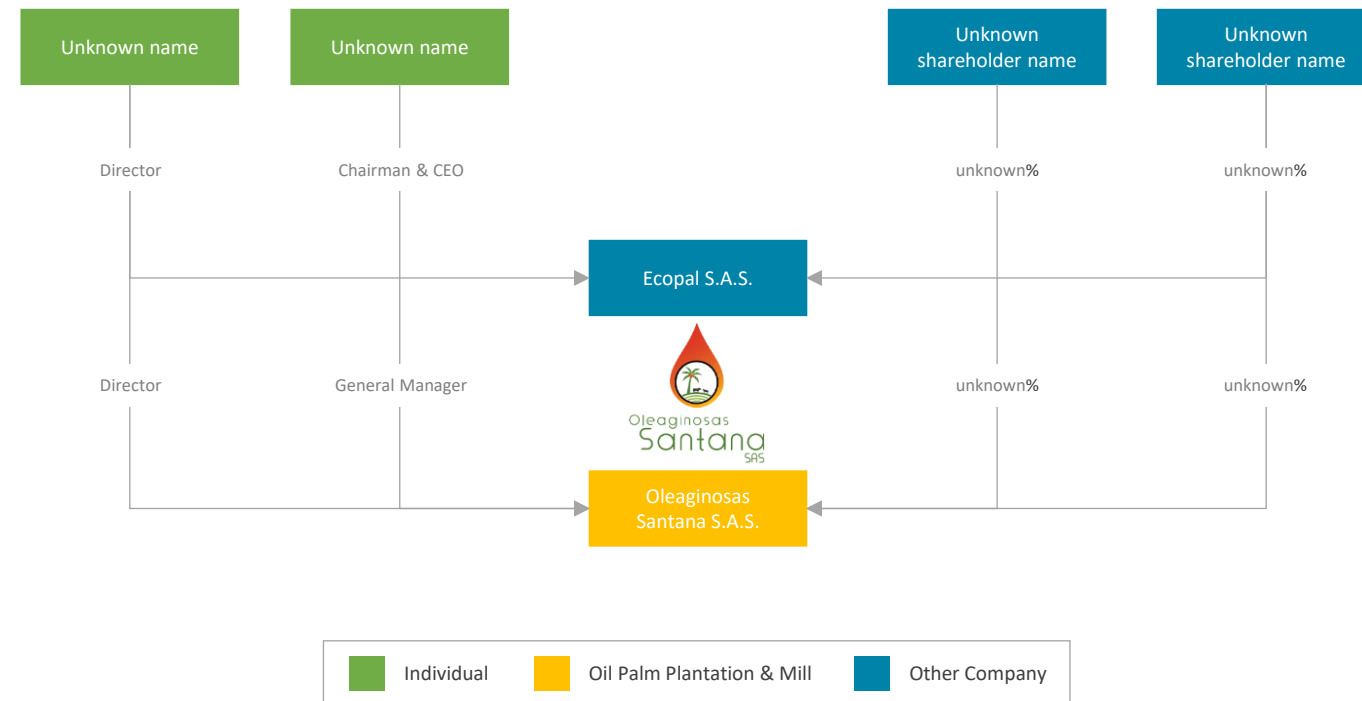 Unknown name
Unknown name
Unknown
shareholder name
Unknown
shareholder name
Director
Chairman & CEO
unknown%
unknown%
Ecopal S.A.S.
Director
General Manager
unknown%
unknown%
Oleaginosas
Santana
SAS
Oleaginosas
Santana S.A.S.
Individual
Oil Palm Plantation & Mill
Other Company